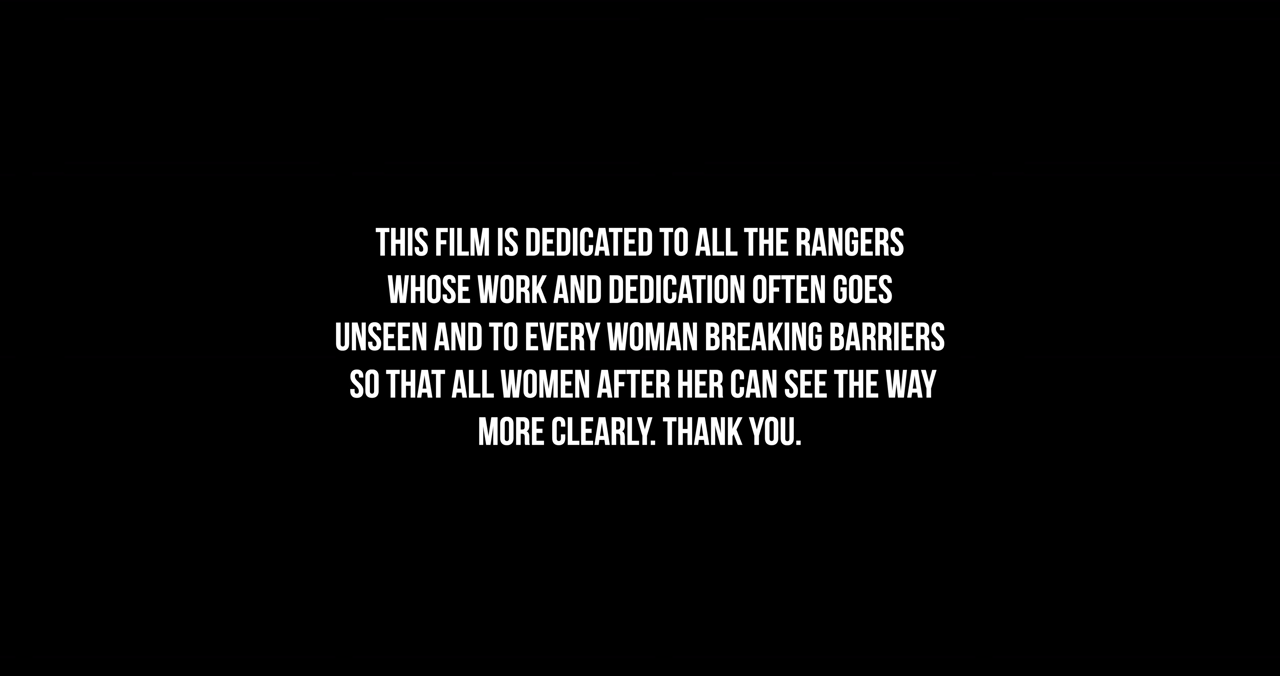 THIS FILM IS DEDICATED TO ALL THE RANGERS
WHOSE WORK AND DEDICATION OFTEN GOES
UNSEEN AND TO EVERY WOMAN BREAKING BARRIERS
SO THAT ALL WOMEN AFTER HER CAN SEE THE WAY
MORE CLEARLY. THANK YOU.